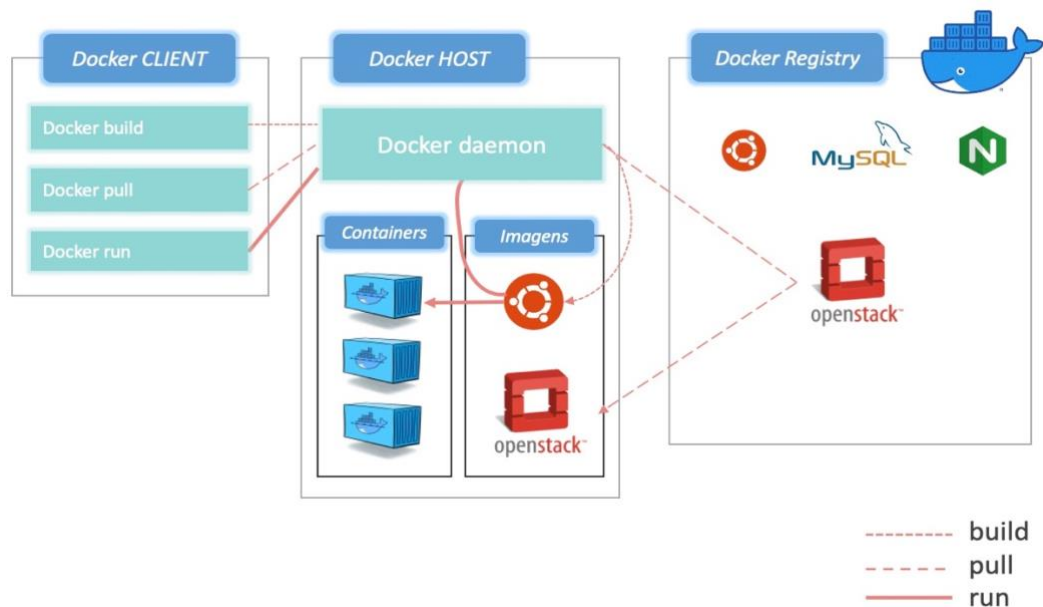 Docker CLIENT
Docker HOST
Docker Registry
Docker build
Docker pull
Docker run
Docker daemon
MySQL
N
Containers
Imagens
openstack
openstack
build
pull
run